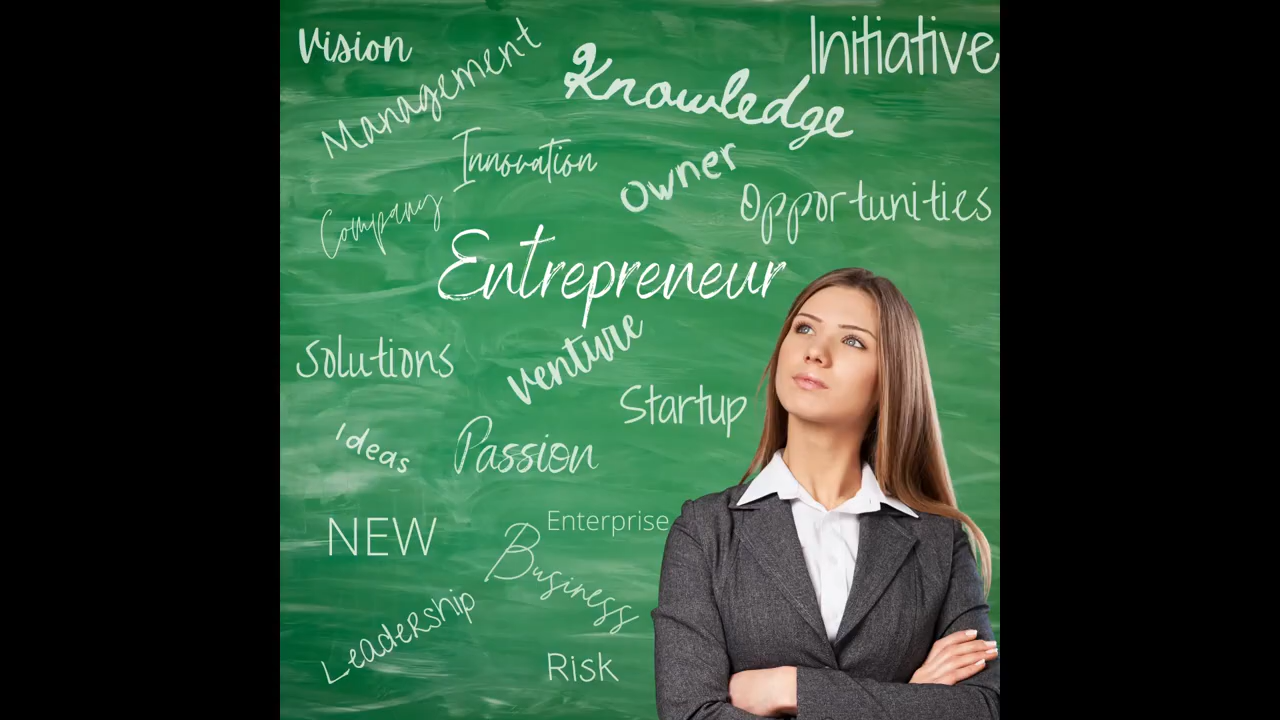 Vision
Initiative
Management
Knowledge
Innovation
Owner
Opportunities
Company
Entrepreneur
venture
Solutions
Startup
Ideas
Passion
NEW
Enterprise
Business
Leadership
Risk